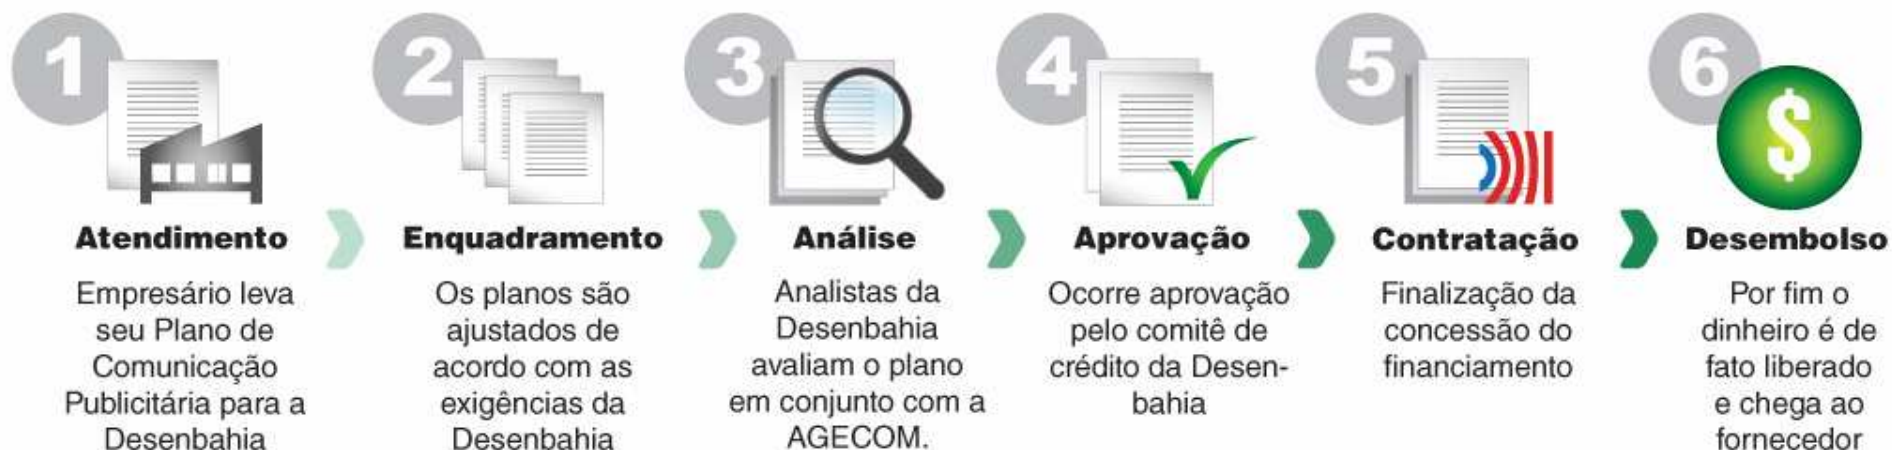 1
Atendimento
Empresário leva
seu Plano de
Comunicação
Publicitária para a
Desenbahia
2
Enquadramento
Os planos são
ajustados de
acordo com as
exigências da
Desenbahia
3
Análise
Analistas da
Desenbahia
avaliam o plano
em conjunto com a
AGECOM.
4
Aprovação
Ocorre aprovação
pelo comitê de
crédito da Desen-
bahia
5
Contratação
Finalização da
concessão do
financiamento
6
$
Desembolso
Por fim o
dinheiro é de
fato liberado
e chega ao
fornecedor